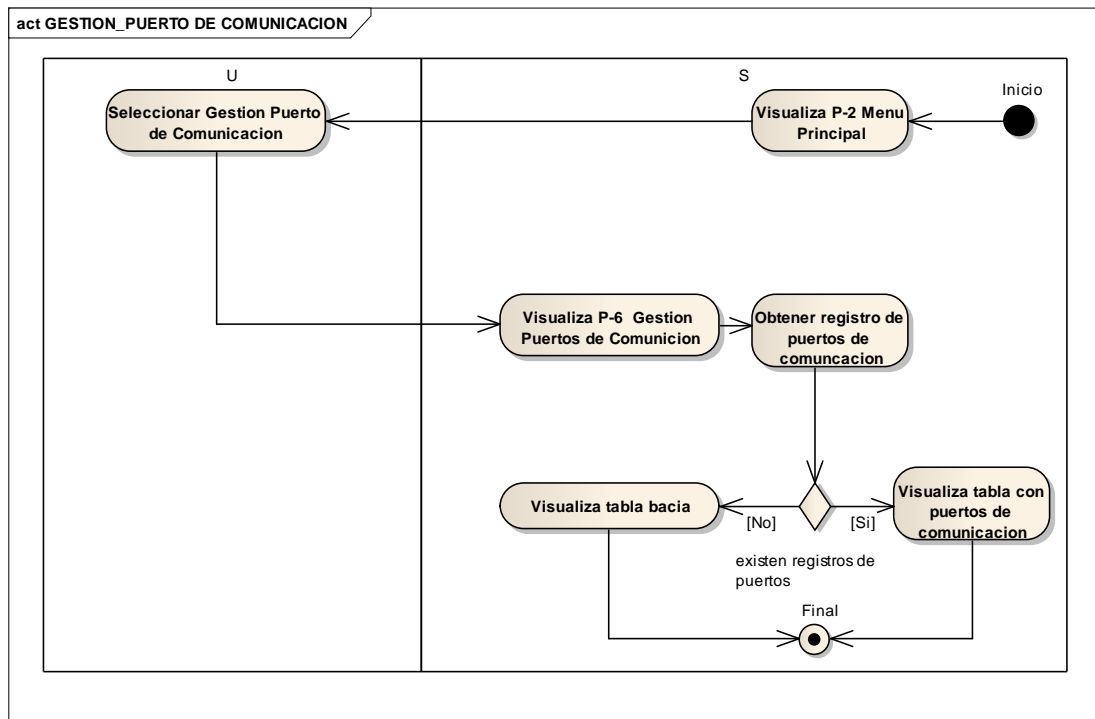 act GESTION_PUERTO DE COMUNICACION
U
S
Inicio
Seleccionar Gestion Puerto
de Comunicacion
Visualiza P-2 Menu
Principal
Visualiza P-6 Gestion
Puertos de Comunicion
Obtener registro de
puertos de
comuncacion
Visualiza tabla bacia
[No]
[Si]
Visualiza tabla con
puertos de
comunicacion
existen registros de
puertos
Final